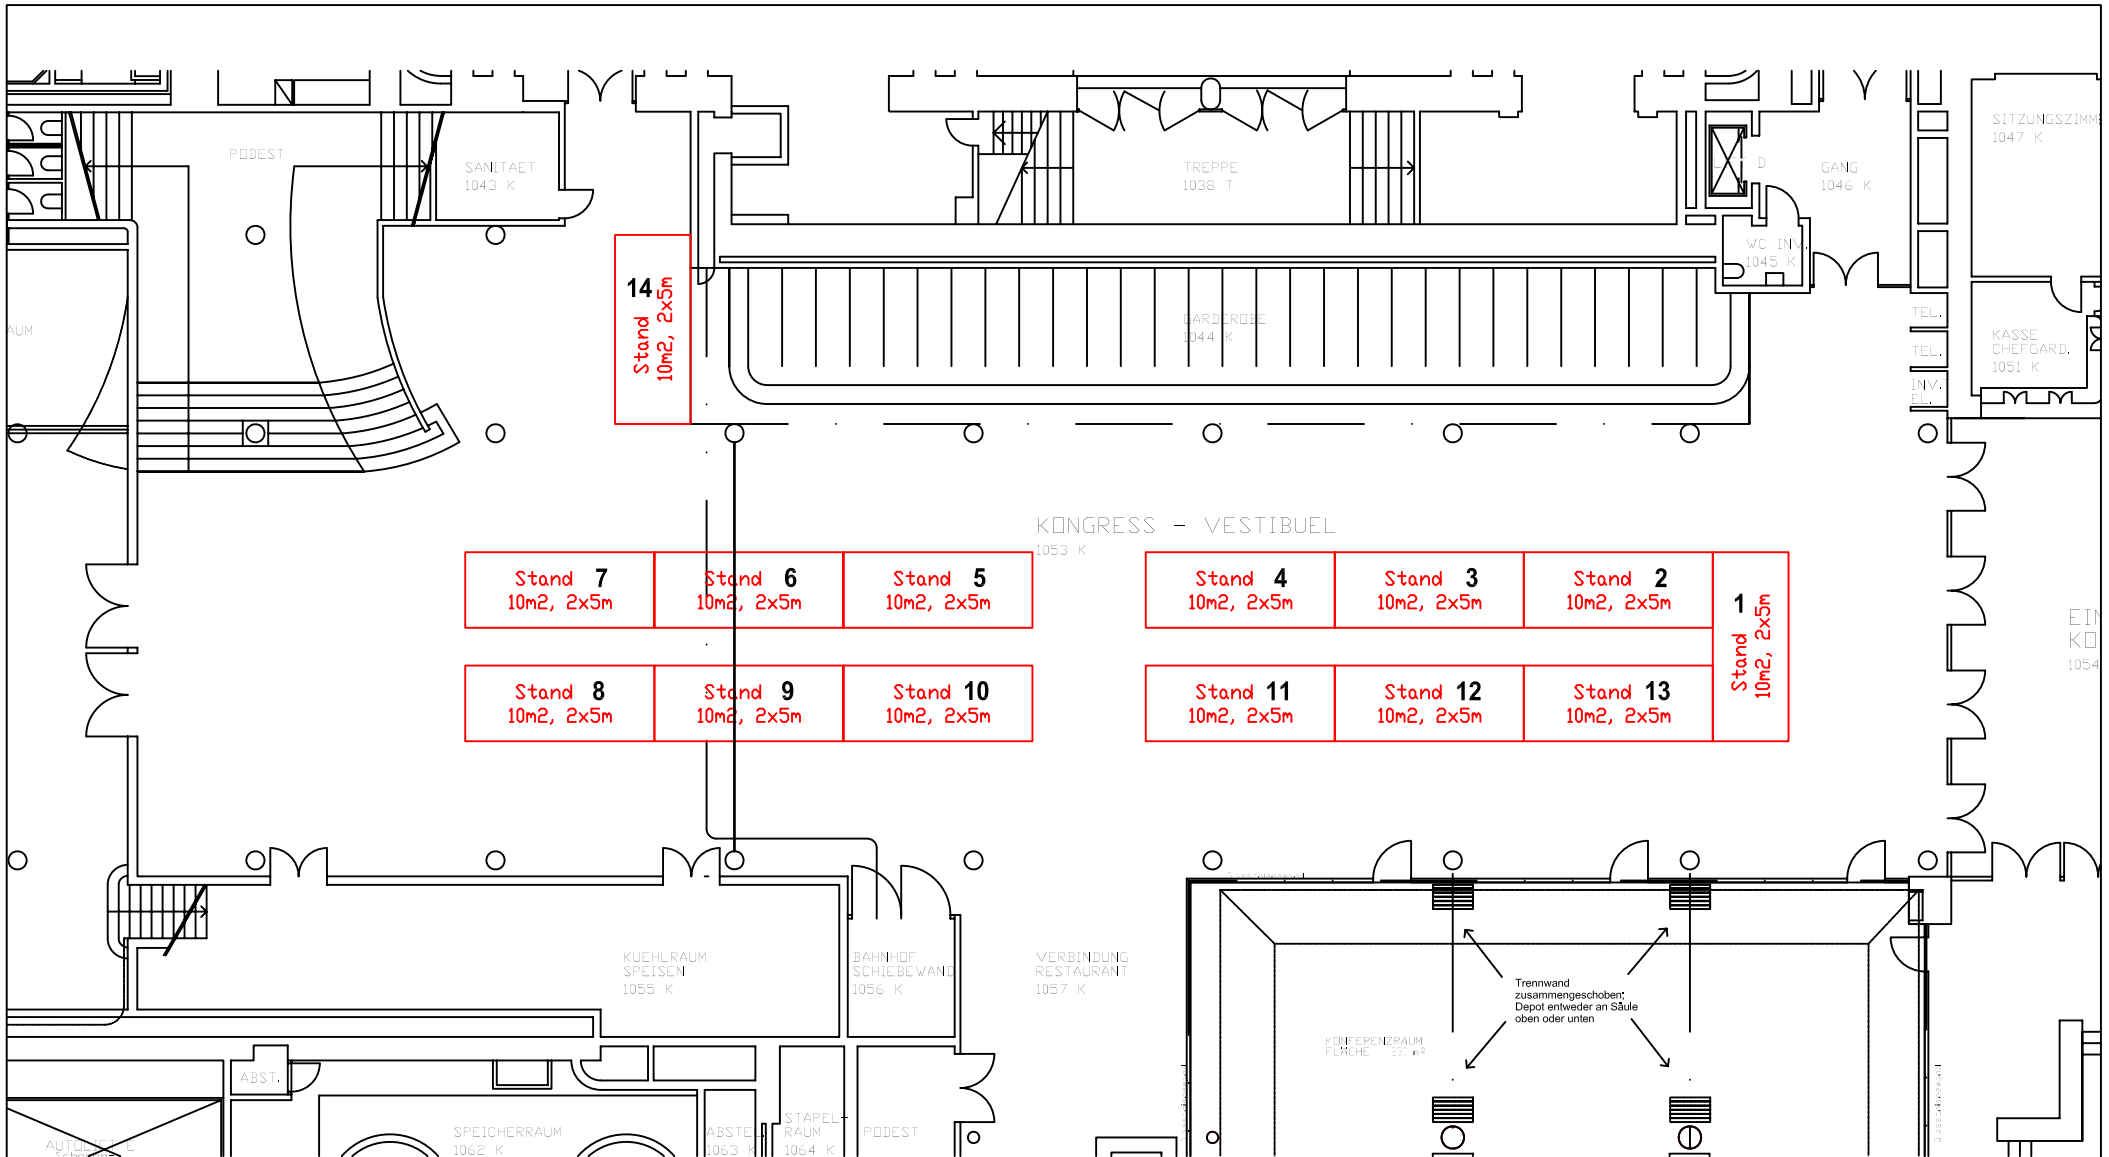 PODEST
SANITAET
1043 K
TREPPE
1038 T
GANG
1046 K
1047 K
WC INV.
1045 K
GARDEROBE
1044 K
TEL.
TEL.
INV.
EL.
KASSE
CHEFGARD.
1051 K
14
Stand
10m2, 2x5m
KONGRESS - VESTIBUEL
1053 K
Stand 7
10m2, 2x5m
Stand 6
10m2, 2x5m
Stand 5
10m2, 2x5m
Stand 4
10m2, 2x5m
Stand 3
10m2, 2x5m
Stand 2
10m2, 2x5m
Stand 1
10m2, 2x5m
Stand 8
10m2, 2x5m
Stand 9
10m2, 2x5m
Stand 10
10m2, 2x5m
Stand 11
10m2, 2x5m
Stand 12
10m2, 2x5m
Stand 13
10m2, 2x5m
1054
KUEHLRAUM
SPEISEN
1055 K
BAHNHOF
SCHIEBEWAND
1056 K
VERBINDUNG
RESTAURANT
1057 K
Trennwand
zusammengeschoben;
Depot entweder an Säule
oben oder unten
KONFERENZRAUM
FLÄCHE
ABST.
SPEICHERRAUM
1062 K
1063 K
STAPEL-
RAUM
1064 K
PODEST